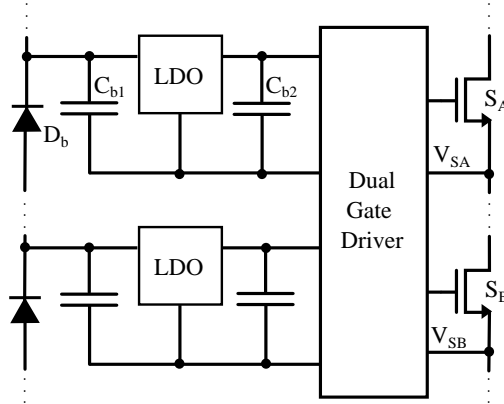 LDO
C_b1
C_b2
S_A
D_b
V_SA
Dual
Gate
Driver
LDO
S_B
V_SB